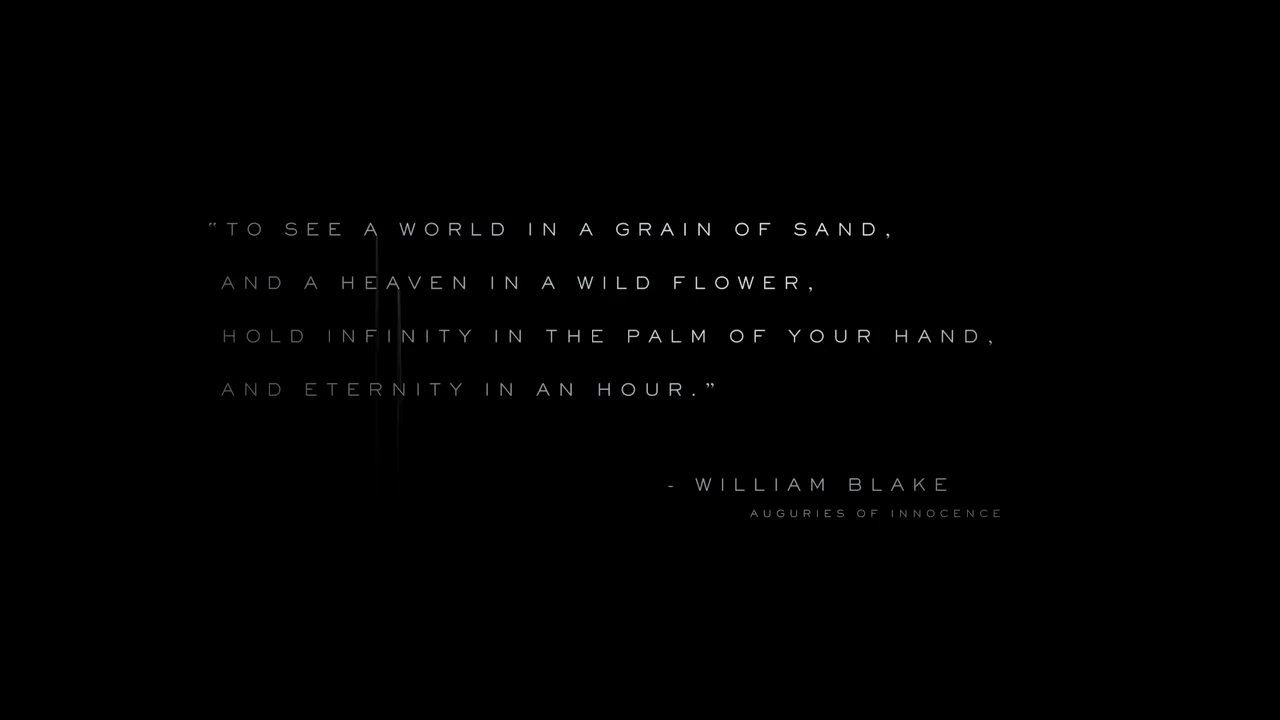 “TO SEE A WORLD IN A GRAIN OF SAND,
AND A HEAVEN IN A WILD FLOWER,
HOLD INFINITY IN THE PALM OF YOUR HAND,
AND ETERNITY IN AN HOUR.”
- WILLIAM BLAKE
AUGURIES OF INNOCENCE